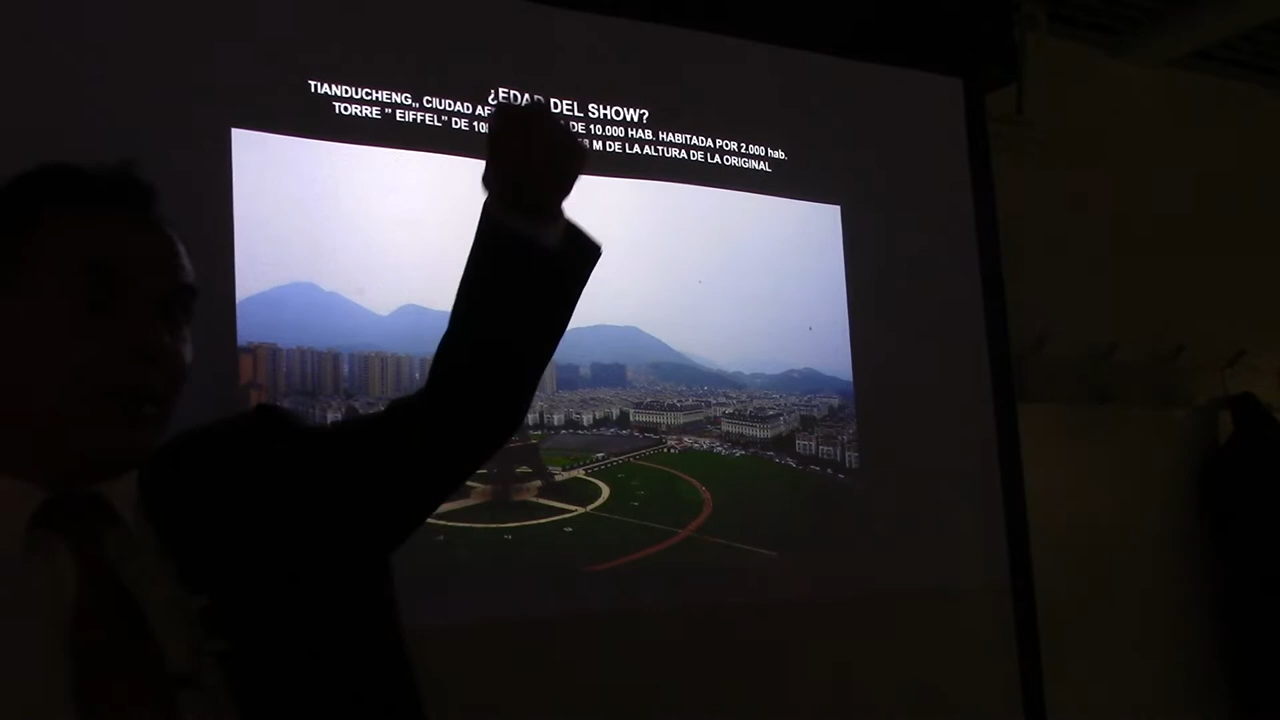 ¿EDAD DEL SHOW?
TIANDUCHENG,, CIUDAD DE 10.000 HAB. HABITADA POR 2.000 hab.
TORRE " EIFFEL" DE M DE LA ALTURA DE LA ORIGINAL